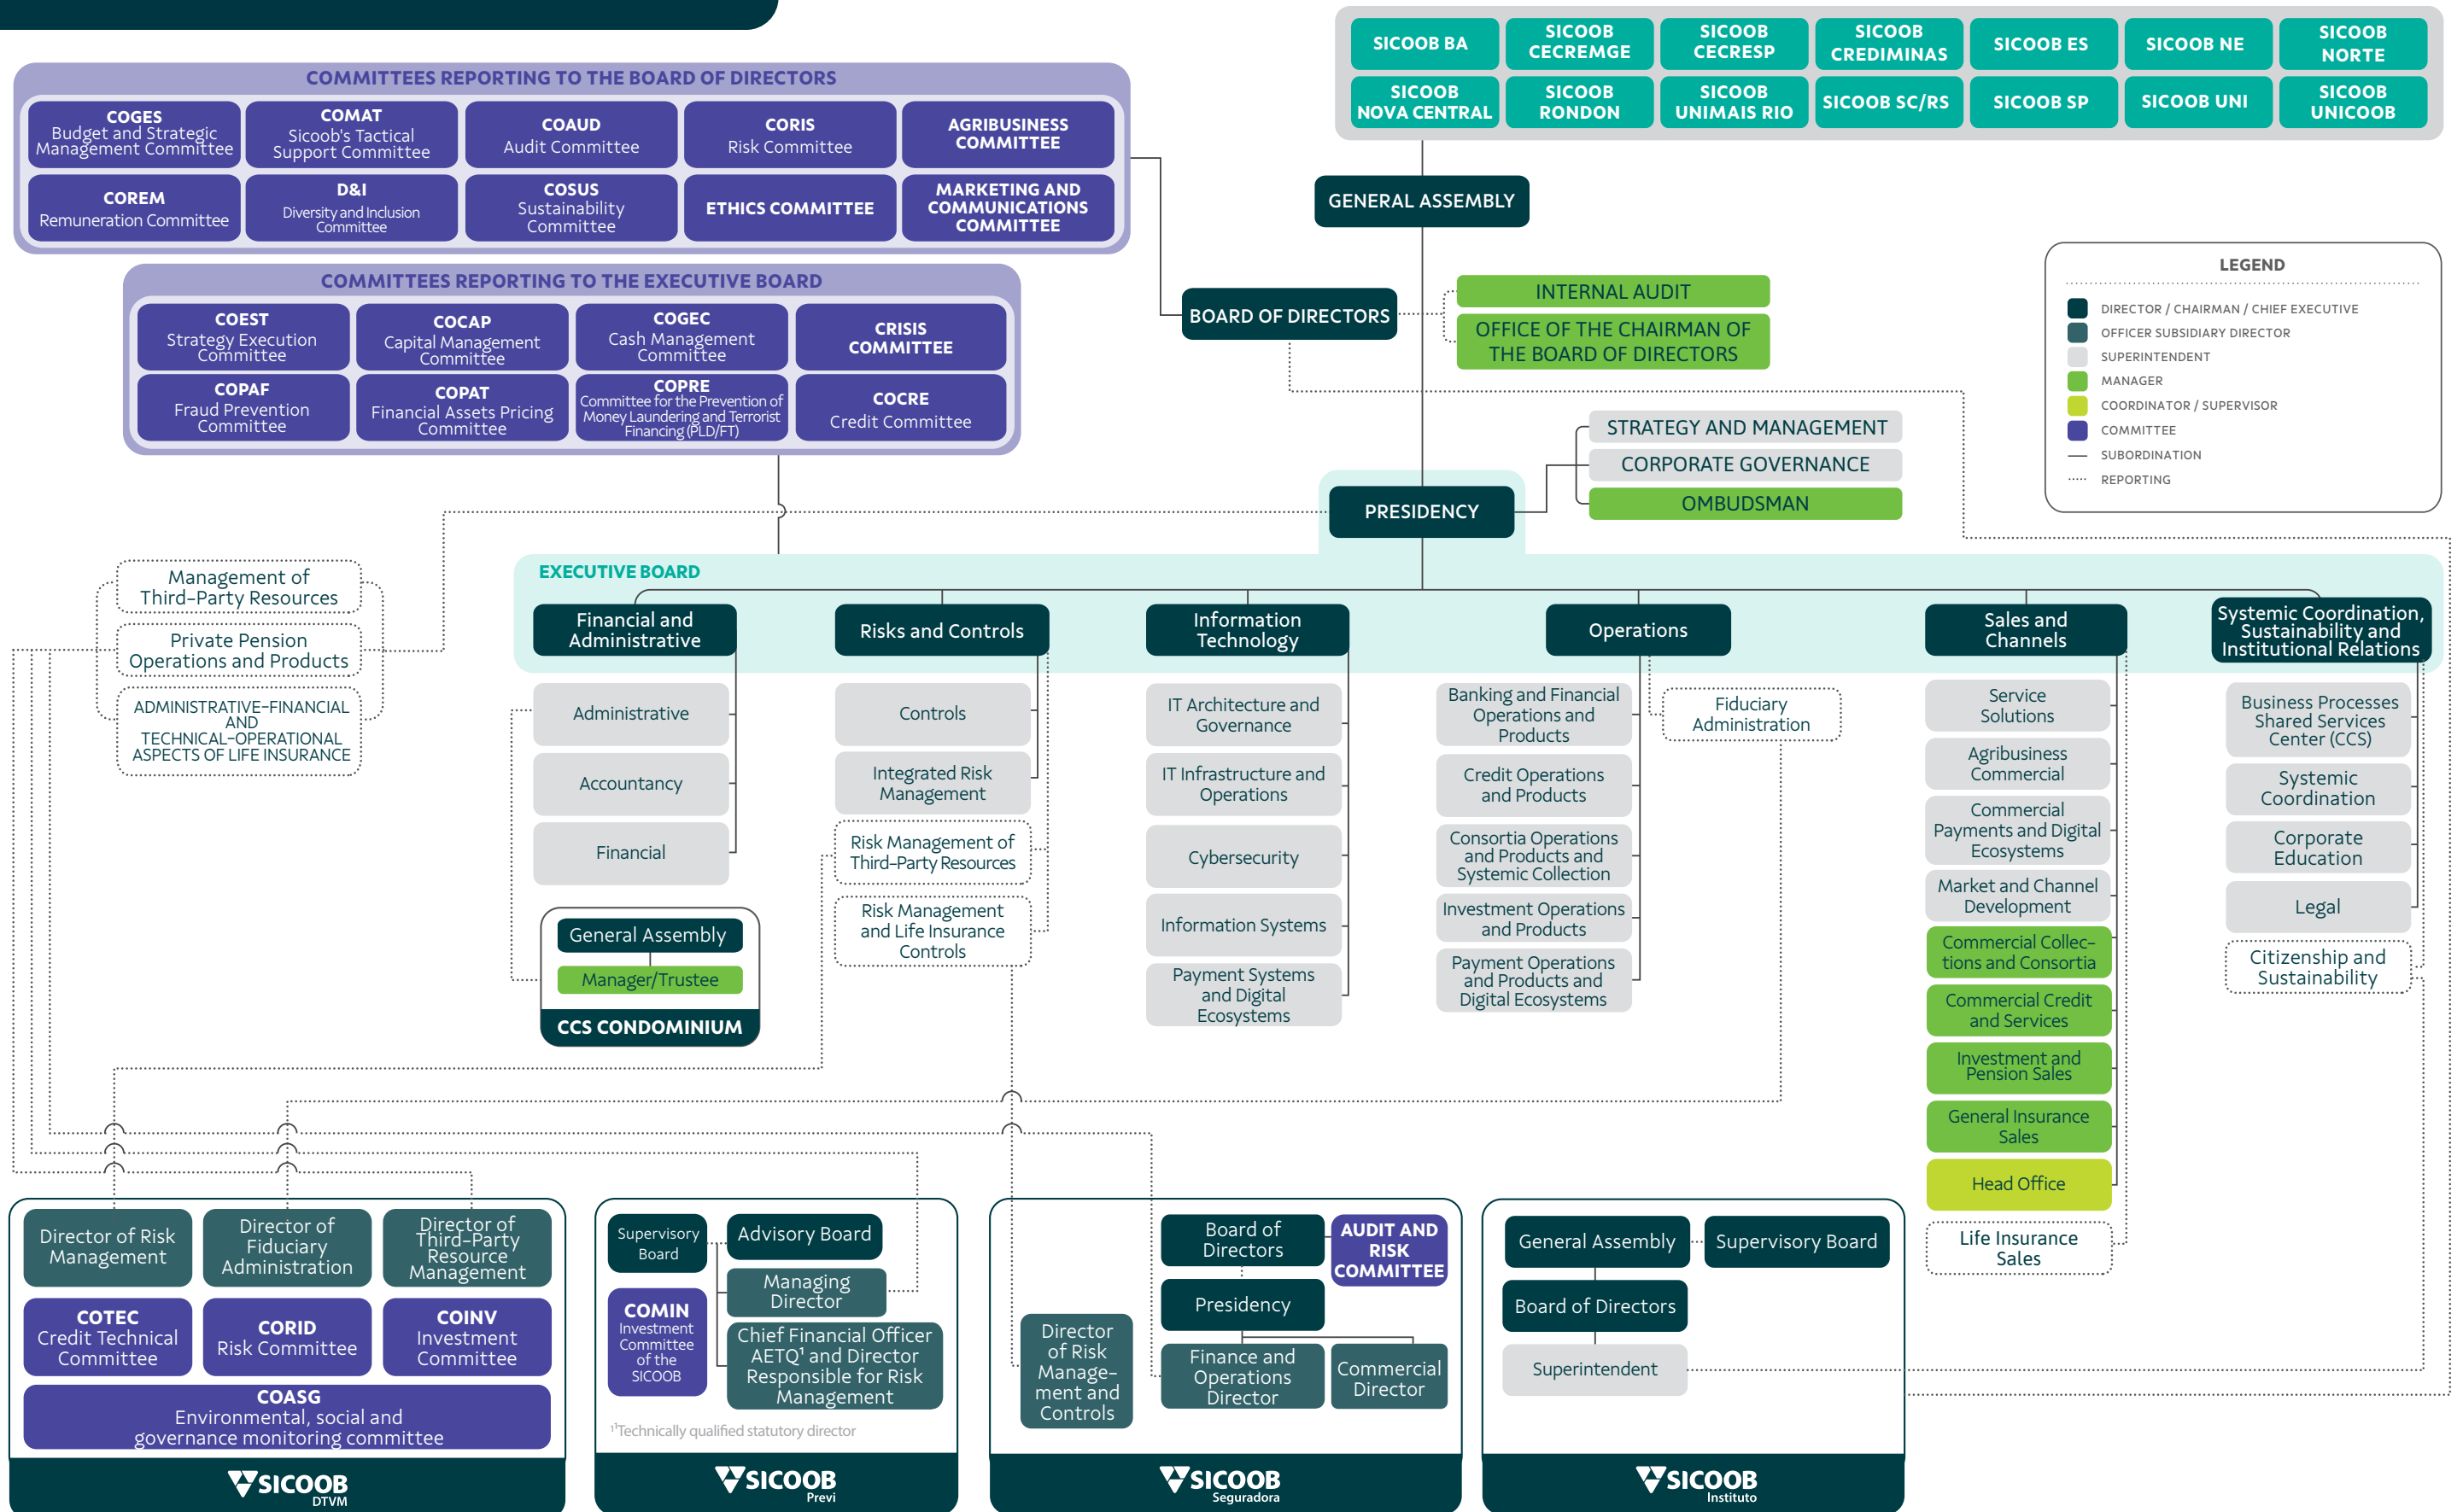 SICOOB BA
SICOOB
CECREMGE
SICOOB
CECRESP
SICOOB
CREDIMINAS
SICOOB ES
SICOOB NE
SICOOB
NORTE
SICOOB
NOVA CENTRAL
SICOOB
RONDON
SICOOB
UNIMAIS RIO
SICOOB SC/RS
SICOOB SP
SICOOB UNI
SICOOB
UNICOOB
COMMITTEES REPORTING TO THE BOARD OF DIRECTORS
COGES
Budget and Strategic
Management Committee
COMAT
Sicoob's Tactical
Support Committee
COAUD
Audit Committee
CORIS
Risk Committee
AGRIBUSINESS
COMMITTEE
COREM
Remuneration Committee
D&I
Diversity and Inclusion
Committee
COSUS
Sustainability
Committee
ETHICS COMMITTEE
MARKETING AND
COMMUNICATIONS
COMMITTEE
GENERAL ASSEMBLY
COMMITTEES REPORTING TO THE EXECUTIVE BOARD
COEST
Strategy Execution
Committee
COCAP
Capital Management
Committee
COGEC
Cash Management
Committee
CRISIS
COMMITTEE
COPAF
Fraud Prevention
Committee
COPAT
Financial Assets Pricing
Committee
COPRE
Committee for the Prevention of
Money Laundering and Terrorist
Financing (PLD/FT)
COCRE
Credit Committee
BOARD OF DIRECTORS
INTERNAL AUDIT
OFFICE OF THE CHAIRMAN OF
THE BOARD OF DIRECTORS
LEGEND
DIRECTOR / CHAIRMAN / CHIEF EXECUTIVE
OFFICER SUBSIDIARY DIRECTOR
SUPERINTENDENT
MANAGER
COORDINATOR / SUPERVISOR
COMMITTEE
SUBORDINATION
REPORTING
STRATEGY AND MANAGEMENT
CORPORATE GOVERNANCE
OMBUDSMAN
PRESIDENCY
Management of
Third-Party Resources
Private Pension
Operations and Products
ADMINISTRATIVE-FINANCIAL
AND
TECHNICAL-OPERATIONAL
ASPECTS OF LIFE INSURANCE
EXECUTIVE BOARD
Financial and
Administrative
Risks and Controls
Information
Technology
Operations
Sales and
Channels
Systemic Coordination,
Sustainability and
Institutional Relations
Administrative
Accountancy
Financial
General Assembly
Manager/Trustee
CCS CONDOMINIUM
Controls
Integrated Risk
Management
Risk Management of
Third-Party Resources
Risk Management
and Life Insurance
Controls
IT Architecture and
Governance
IT Infrastructure and
Operations
Cybersecurity
Information Systems
Payment Systems
and Digital
Ecosystems
Banking and Financial
Operations and
Products
Credit Operations
and Products
Consortia Operations
and Products and
Systemic Collection
Investment Operations
and Products
Payment Operations
and Products and
Digital Ecosystems
Fiduciary
Administration
Service
Solutions
Agribusiness
Commercial
Commercial
Payments and Digital
Ecosystems
Market and Channel
Development
Commercial Collec-
tions and Consortia
Commercial Credit
and Services
Investment and
Pension Sales
General Insurance
Sales
Head Office
Life Insurance
Sales
Business Processes
Shared Services
Center (CCS)
Systemic
Coordination
Corporate
Education
Legal
Citizenship and
Sustainability
Director of Risk
Management
Director of
Fiduciary
Administration
Director of
Third-Party
Resource
Management
COTEC
Credit Technical
Committee
CORID
Risk Committee
COINV
Investment
Committee
COASG
Environmental, social and
governance monitoring committee
SICOOB
DTVM
Supervisory
Board
Advisory Board
Managing
Director
COMIN
Investment
Committee
of the
SICOOB
Chief Financial Officer
AETQ¹ and Director
Responsible for Risk
Management
¹¹Technically qualified statutory director
SICOOB
Previ
Board of
Directors
AUDIT AND
RISK
COMMITTEE
Presidency
Director
of Risk
Manage-
ment and
Controls
Finance and
Operations
Director
Commercial
Director
SICOOB
Seguradora
General Assembly
Supervisory Board
Board of Directors
Superintendent
SICOOB
Instituto